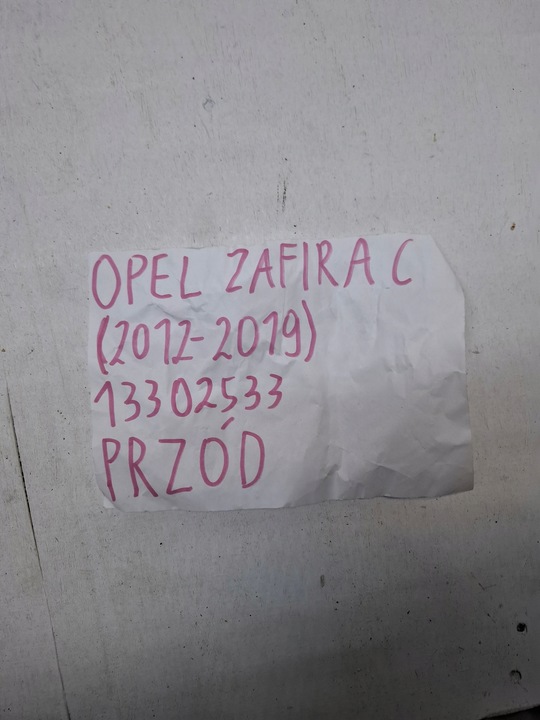 OPEL ZAFIRA C
(2012-2019)
13302533
PRZÓD